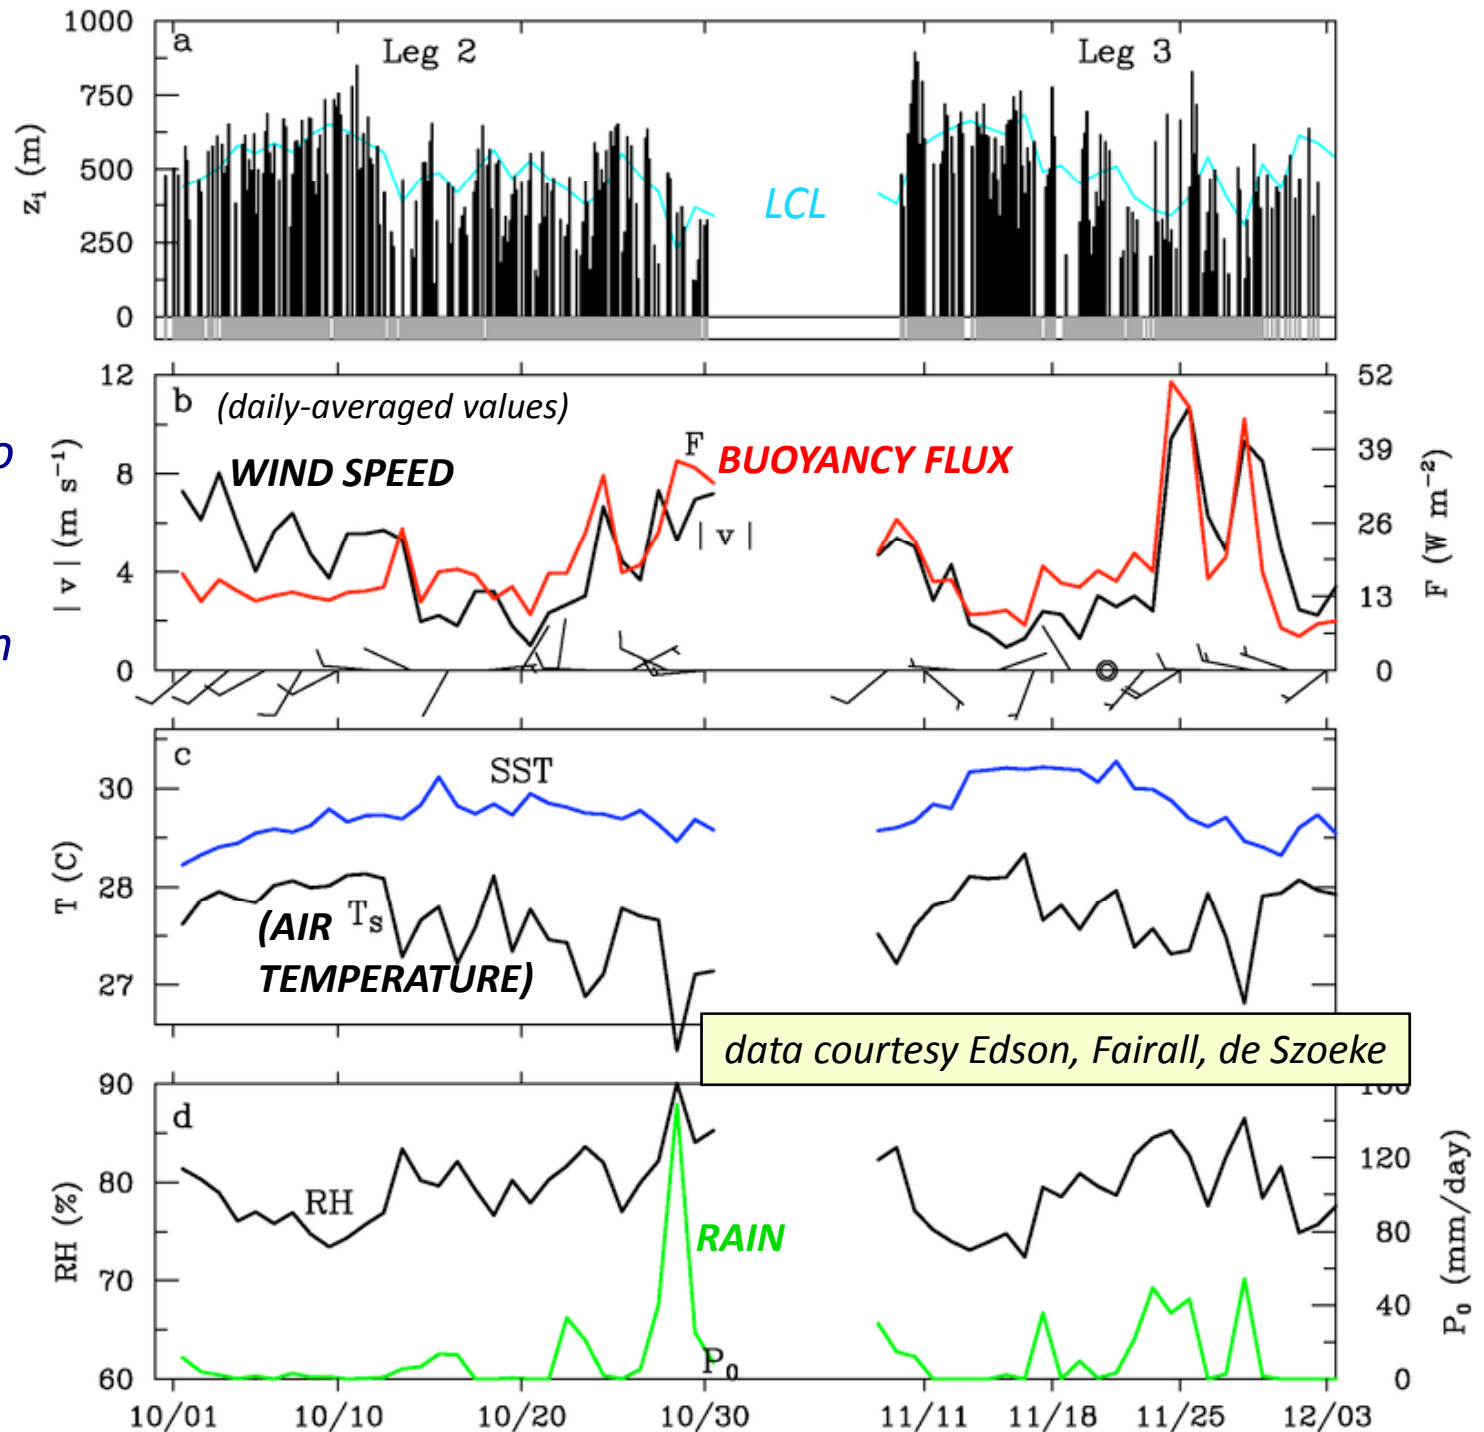 1000
a
Leg 2
Leg 3
750
500
250
0
z_i (m)
LCL
12
52
b
(daily-averaged values)
o
F
BUOYANCY FLUX
WIND SPEED
39
8
26
| v |
4
13
n
0
0
| v | (m s⁻¹)
F (W m⁻²)
c
SST
30
28
27
T (C)
(AIR T_s
TEMPERATURE)
data courtesy Edson, Fairall, de Szoeke
90
d
120
80
RH
RAIN
80
70
40
P_0
60
0
RH (%)
P_0 (mm/day)
10/01
10/10
10/20
10/30
11/11
11/18
11/25
12/03